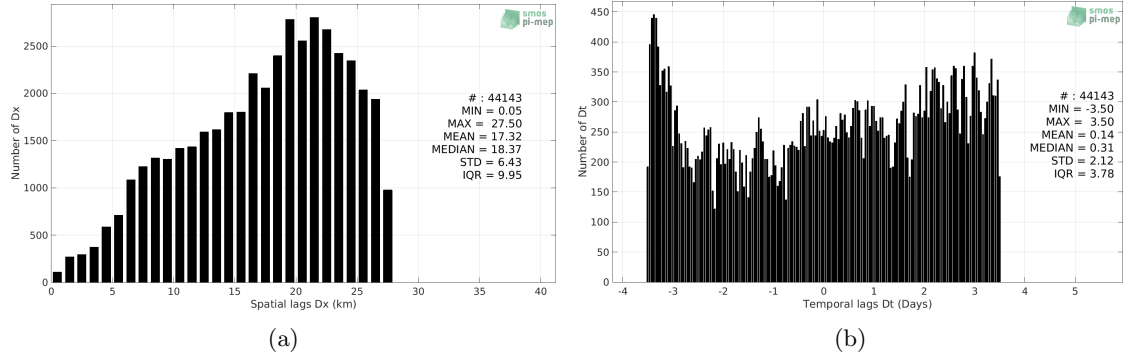 smos
pi-mep
2500
2000
1500
1000
500
0
Number of Dx
# : 44143
MIN = 0.05
MAX = 27.50
MEAN = 17.32
MEDIAN = 18.37
STD = 6.43
IQR = 9.95
0 5 10 15 20 25 30 35 40
Spatial lags Dx (km)
(a)
smos
pi-mep
450
400
350
300
250
200
150
100
50
0
Number of Dt
# : 44143
MIN = -3.50
MAX = 3.50
MEAN = 0.14
MEDIAN = 0.31
STD = 2.12
IQR = 3.78
-4 -3 -2 -1 0 1 2 3 4 5
Temporal lags Dt (Days)
(b)